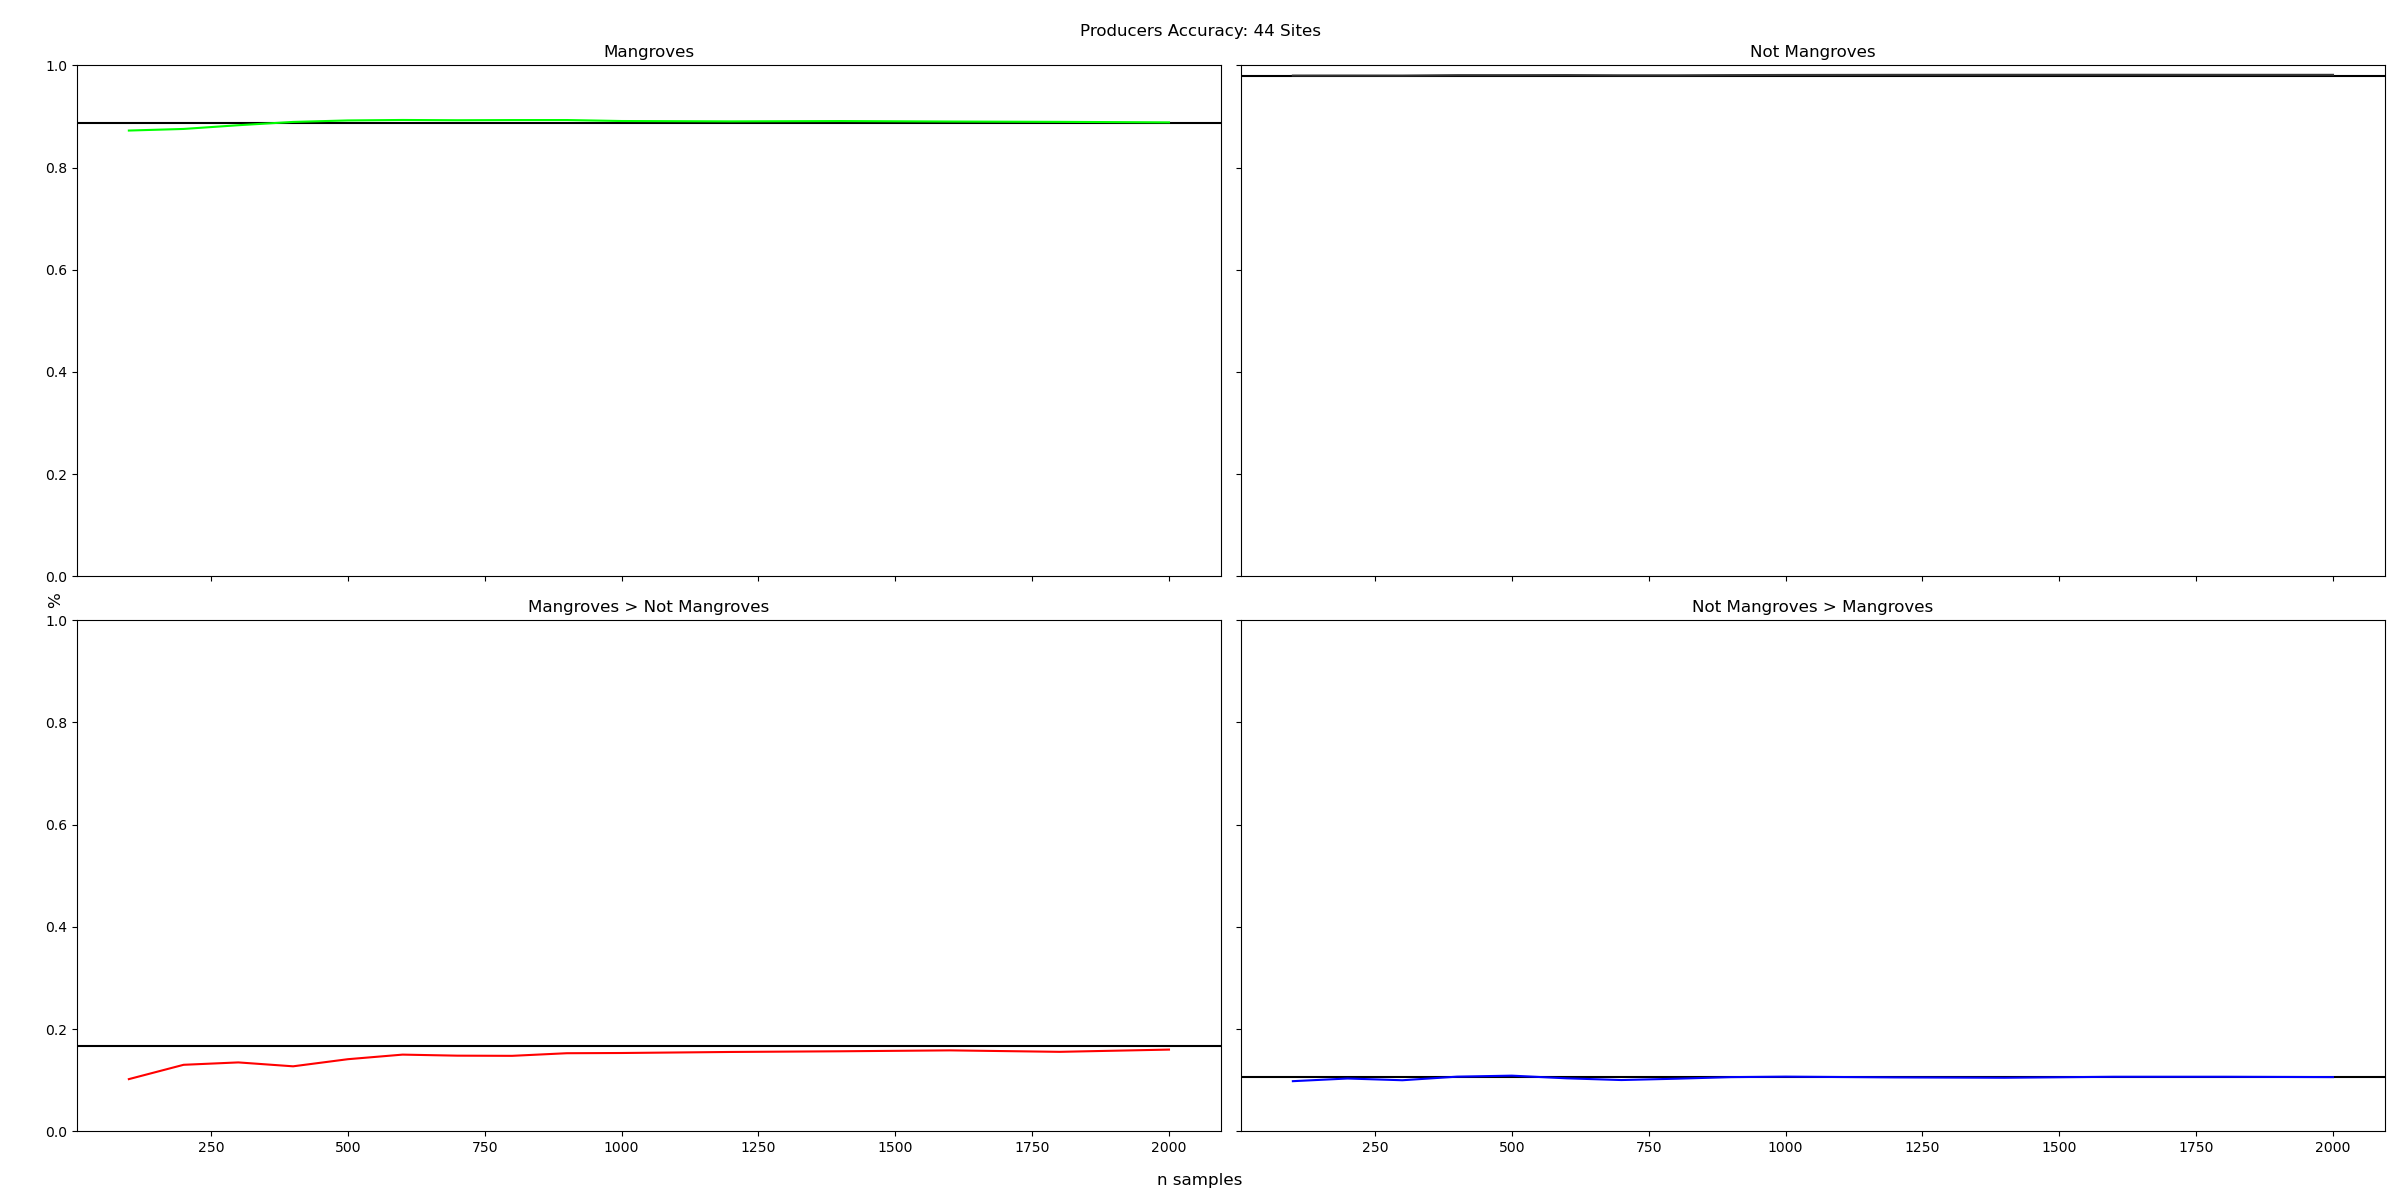 Producers Accuracy: 44 Sites
Mangroves
Not Mangroves
1.0
0.8
0.6
0.4
0.2
0.0
%
Mangroves > Not Mangroves
Not Mangroves > Mangroves
1.0
0.8
0.6
0.4
0.2
0.0
250 500 750 1000 1250 1500 1750 2000
250 500 750 1000 1250 1500 1750 2000
n samples